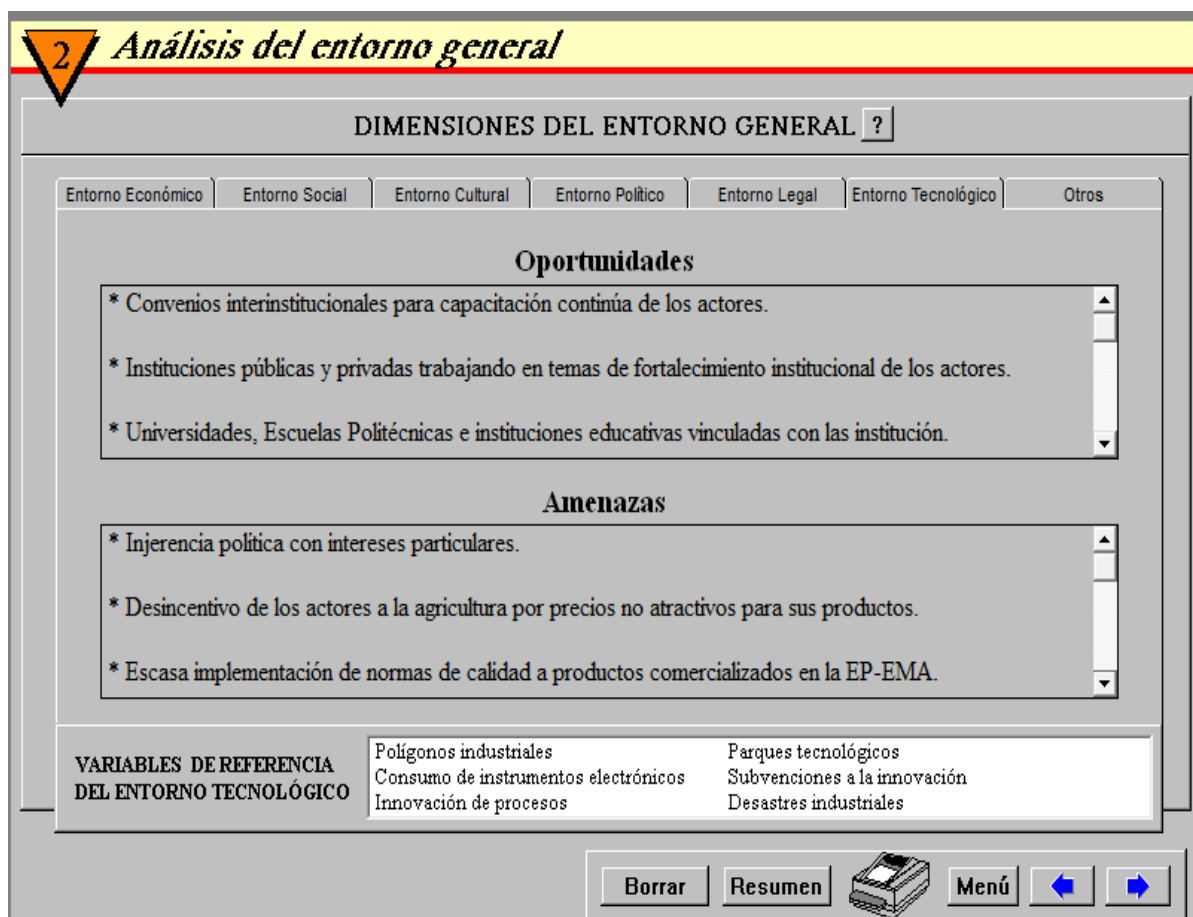 2 Análisis del entorno general
DIMENSIONES DEL ENTORNO GENERAL ?
Entorno Económico Entorno Social Entorno Cultural Entorno Político Entorno Legal Entorno Tecnológico Otros
Oportunidades
* Convenios interinstitucionales para capacitación continúa de los actores.
* Instituciones públicas y privadas trabajando en temas de fortalecimiento institucional de los actores.
* Universidades, Escuelas Politécnicas e instituciones educativas vinculadas con las institución.
Amenazas
* Injerencia política con intereses particulares.
* Desincentivo de los actores a la agricultura por precios no atractivos para sus productos.
* Escasa implementación de normas de calidad a productos comercializados en la EP-EMA.
VARIABLES DE REFERENCIA
DEL ENTORNO TECNOLÓGICO
Polígonos industriales Parques tecnológicos
Consumo de instrumentos electrónicos Subvenciones a la innovación
Innovación de procesos Desastres industriales
Borrar Resumen Menú